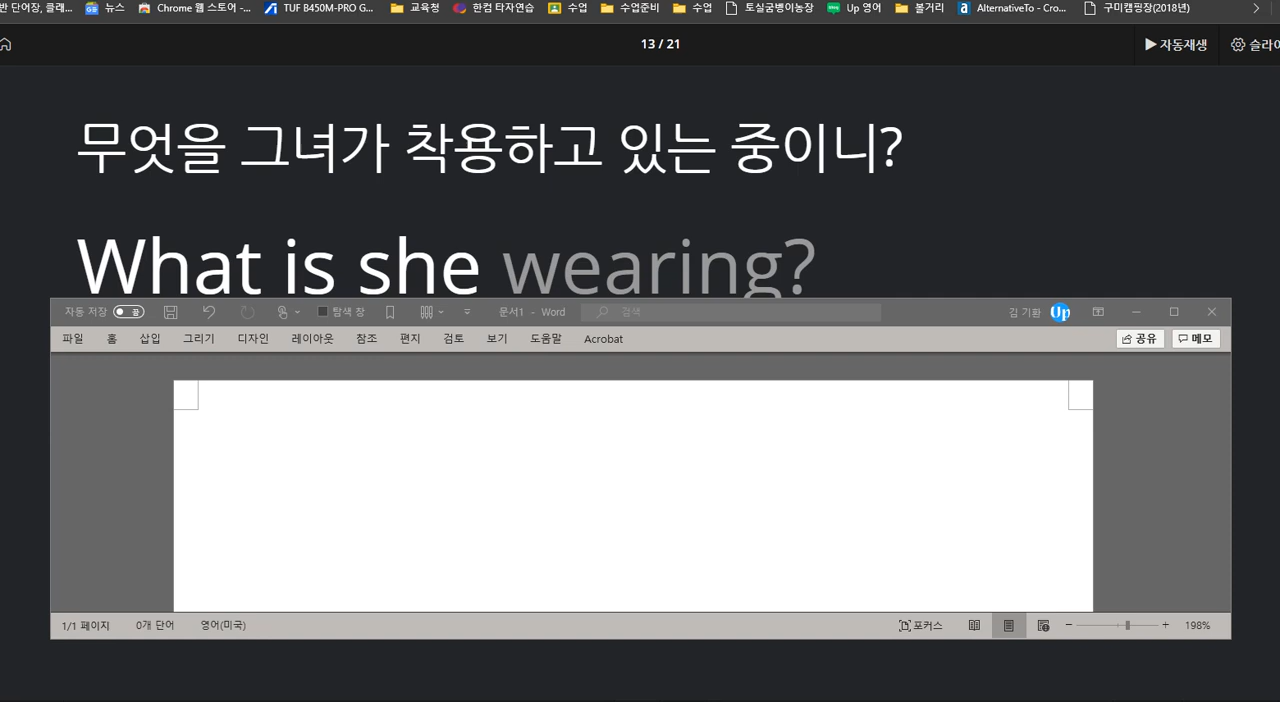 반 단어장, 클래... 뉴스 Chrome 웹 스토어 -... TUF B450M-PRO G... 교육청 한컴 타자연습 수업 수업준비 수업 토실굼벵이농장 Up 영어 볼거리 AlternativeTo - Cro... 구미캠핑장(2018년)
13 / 21 자동재생 슬라이
무엇을 그녀가 착용하고 있는 중이니?
What is she wearing?
자동 저장 끔 탐색 창 문서1 - Word 검색 김 기환 Up
파일 홈 삽입 그리기 디자인 레이아웃 참조 편지 검토 보기 도움말 Acrobat 공유 메모
1/1 페이지 0개 단어 영어(미국) 포커스 198%